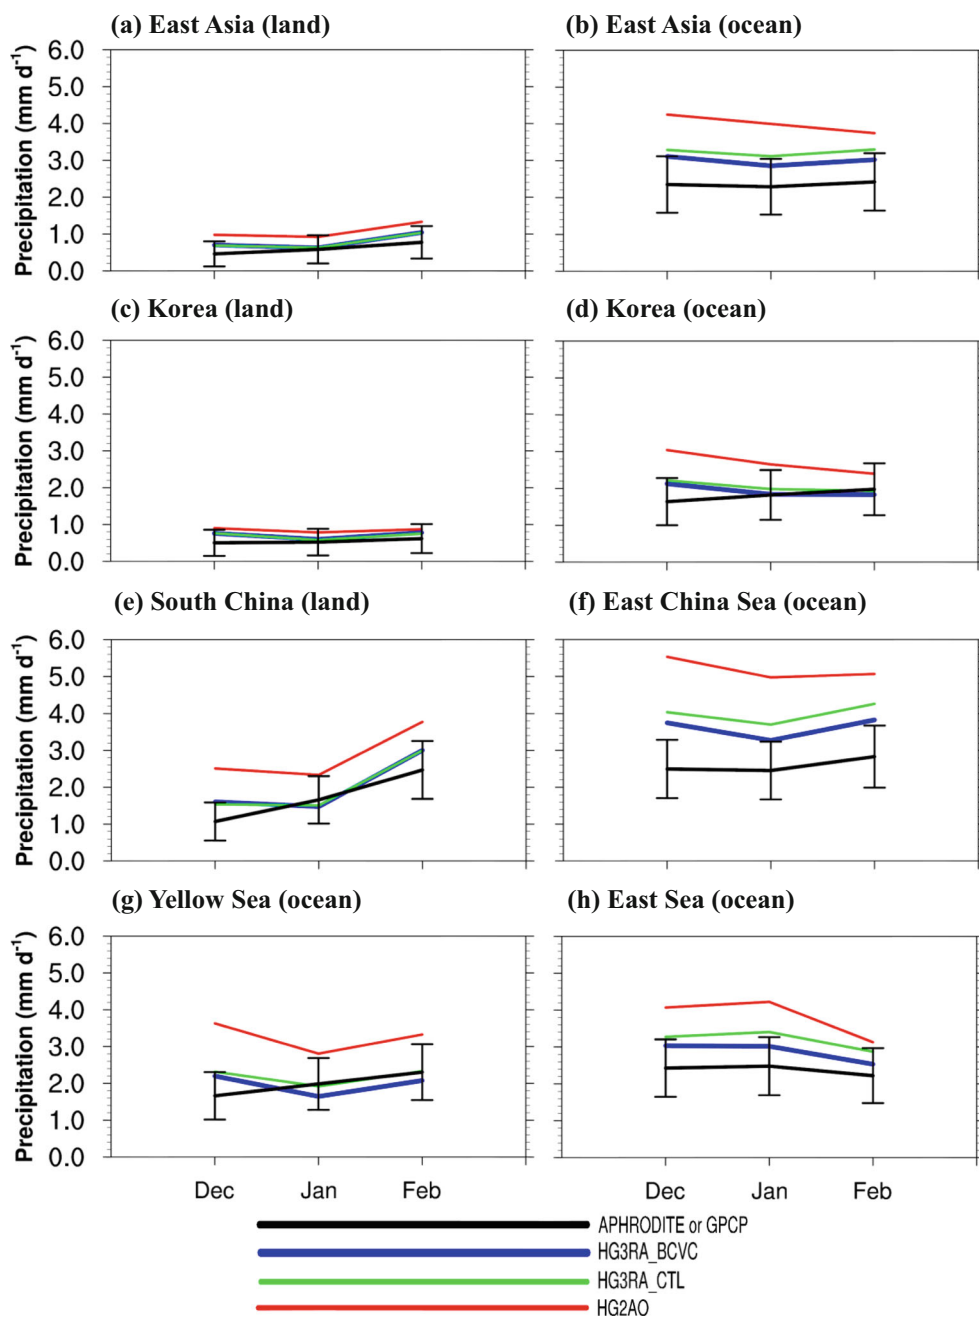 (a) East Asia (land) (b) East Asia (ocean)
Precipitation (mm d-1)
6.0
5.0
4.0
3.0
2.0
1.0
0.0
(c) Korea (land) (d) Korea (ocean)
Precipitation (mm d-1)
6.0
5.0
4.0
3.0
2.0
1.0
0.0
(e) South China (land) (f) East China Sea (ocean)
Precipitation (mm d-1)
6.0
5.0
4.0
3.0
2.0
1.0
0.0
(g) Yellow Sea (ocean) (h) East Sea (ocean)
Precipitation (mm d-1)
6.0
5.0
4.0
3.0
2.0
1.0
0.0
Dec Jan Feb Dec Jan Feb
APHRODITE or GPCP
HG3RA_BCVC
HG3RA_CTL
HG2AO